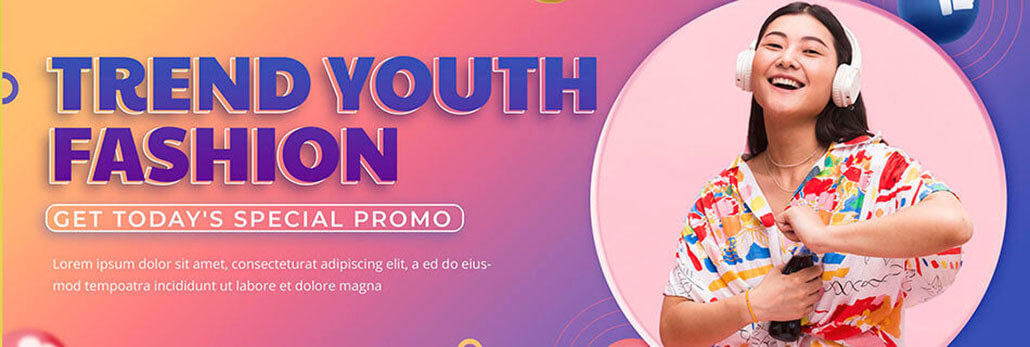 TREND YOUTH
FASHION
GET TODAY'S SPECIAL PROMO
Lorem ipsum dolor sit amet, consecteturat adipiscing elit, a ed do eius-
mod tempoatra incididunt ut labore et dolore magna